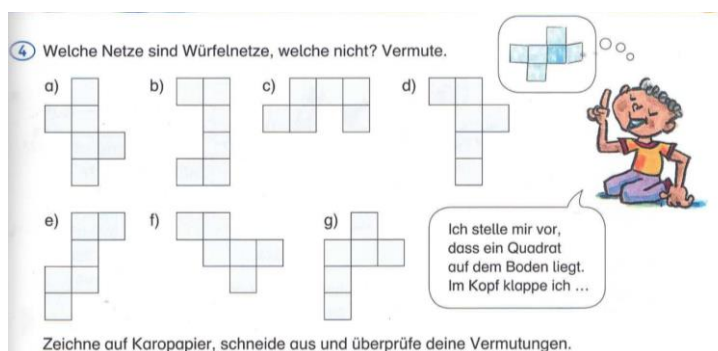 4 Welche Netze sind Würfelnetze, welche nicht? Vermute.
a) b) c) d)
e) f) g)
Ich stelle mir vor,
dass ein Quadrat
auf dem Boden liegt.
Im Kopf klappe ich ...
Zeichne auf Karopapier, schneide aus und überprüfe deine Vermutungen.